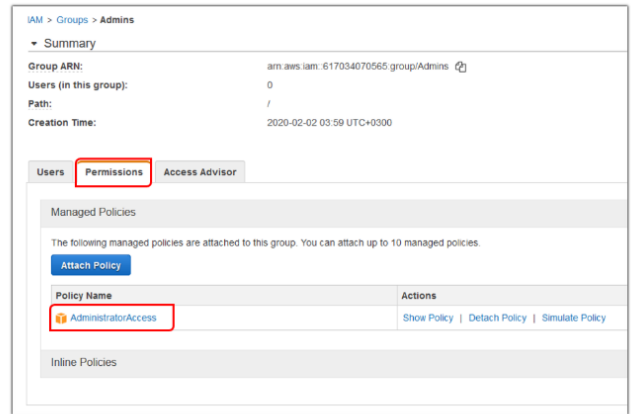 IAM > Groups > Admins
Summary
Group ARN: arn:aws:iam::617034070565:group/Admins
Users (in this group): 0
Path: /
Creation Time: 2020-02-02 03:59 UTC+0300
Users Permissions Access Advisor
Managed Policies
The following managed policies are attached to this group. You can attach up to 10 managed policies.
Attach Policy
Policy Name Actions
AdministratorAccess Show Policy | Detach Policy | Simulate Policy
Inline Policies